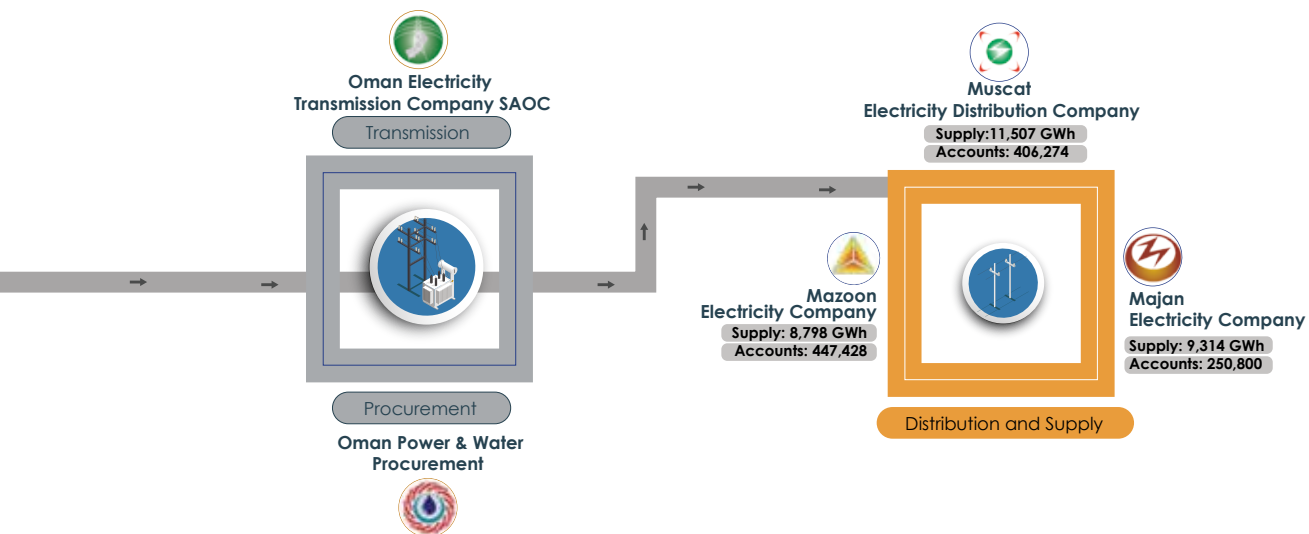 Oman Electricity
Transmission Company SAOC
Transmission
Procurement
Oman Power & Water
Procurement
Muscat
Electricity Distribution Company
Supply:11,507 GWh
Accounts: 406,274
Mazoon
Electricity Company
Supply: 8,798 GWh
Accounts: 447,428
Majan
Electricity Company
Supply: 9,314 GWh
Accounts: 250,800
Distribution and Supply